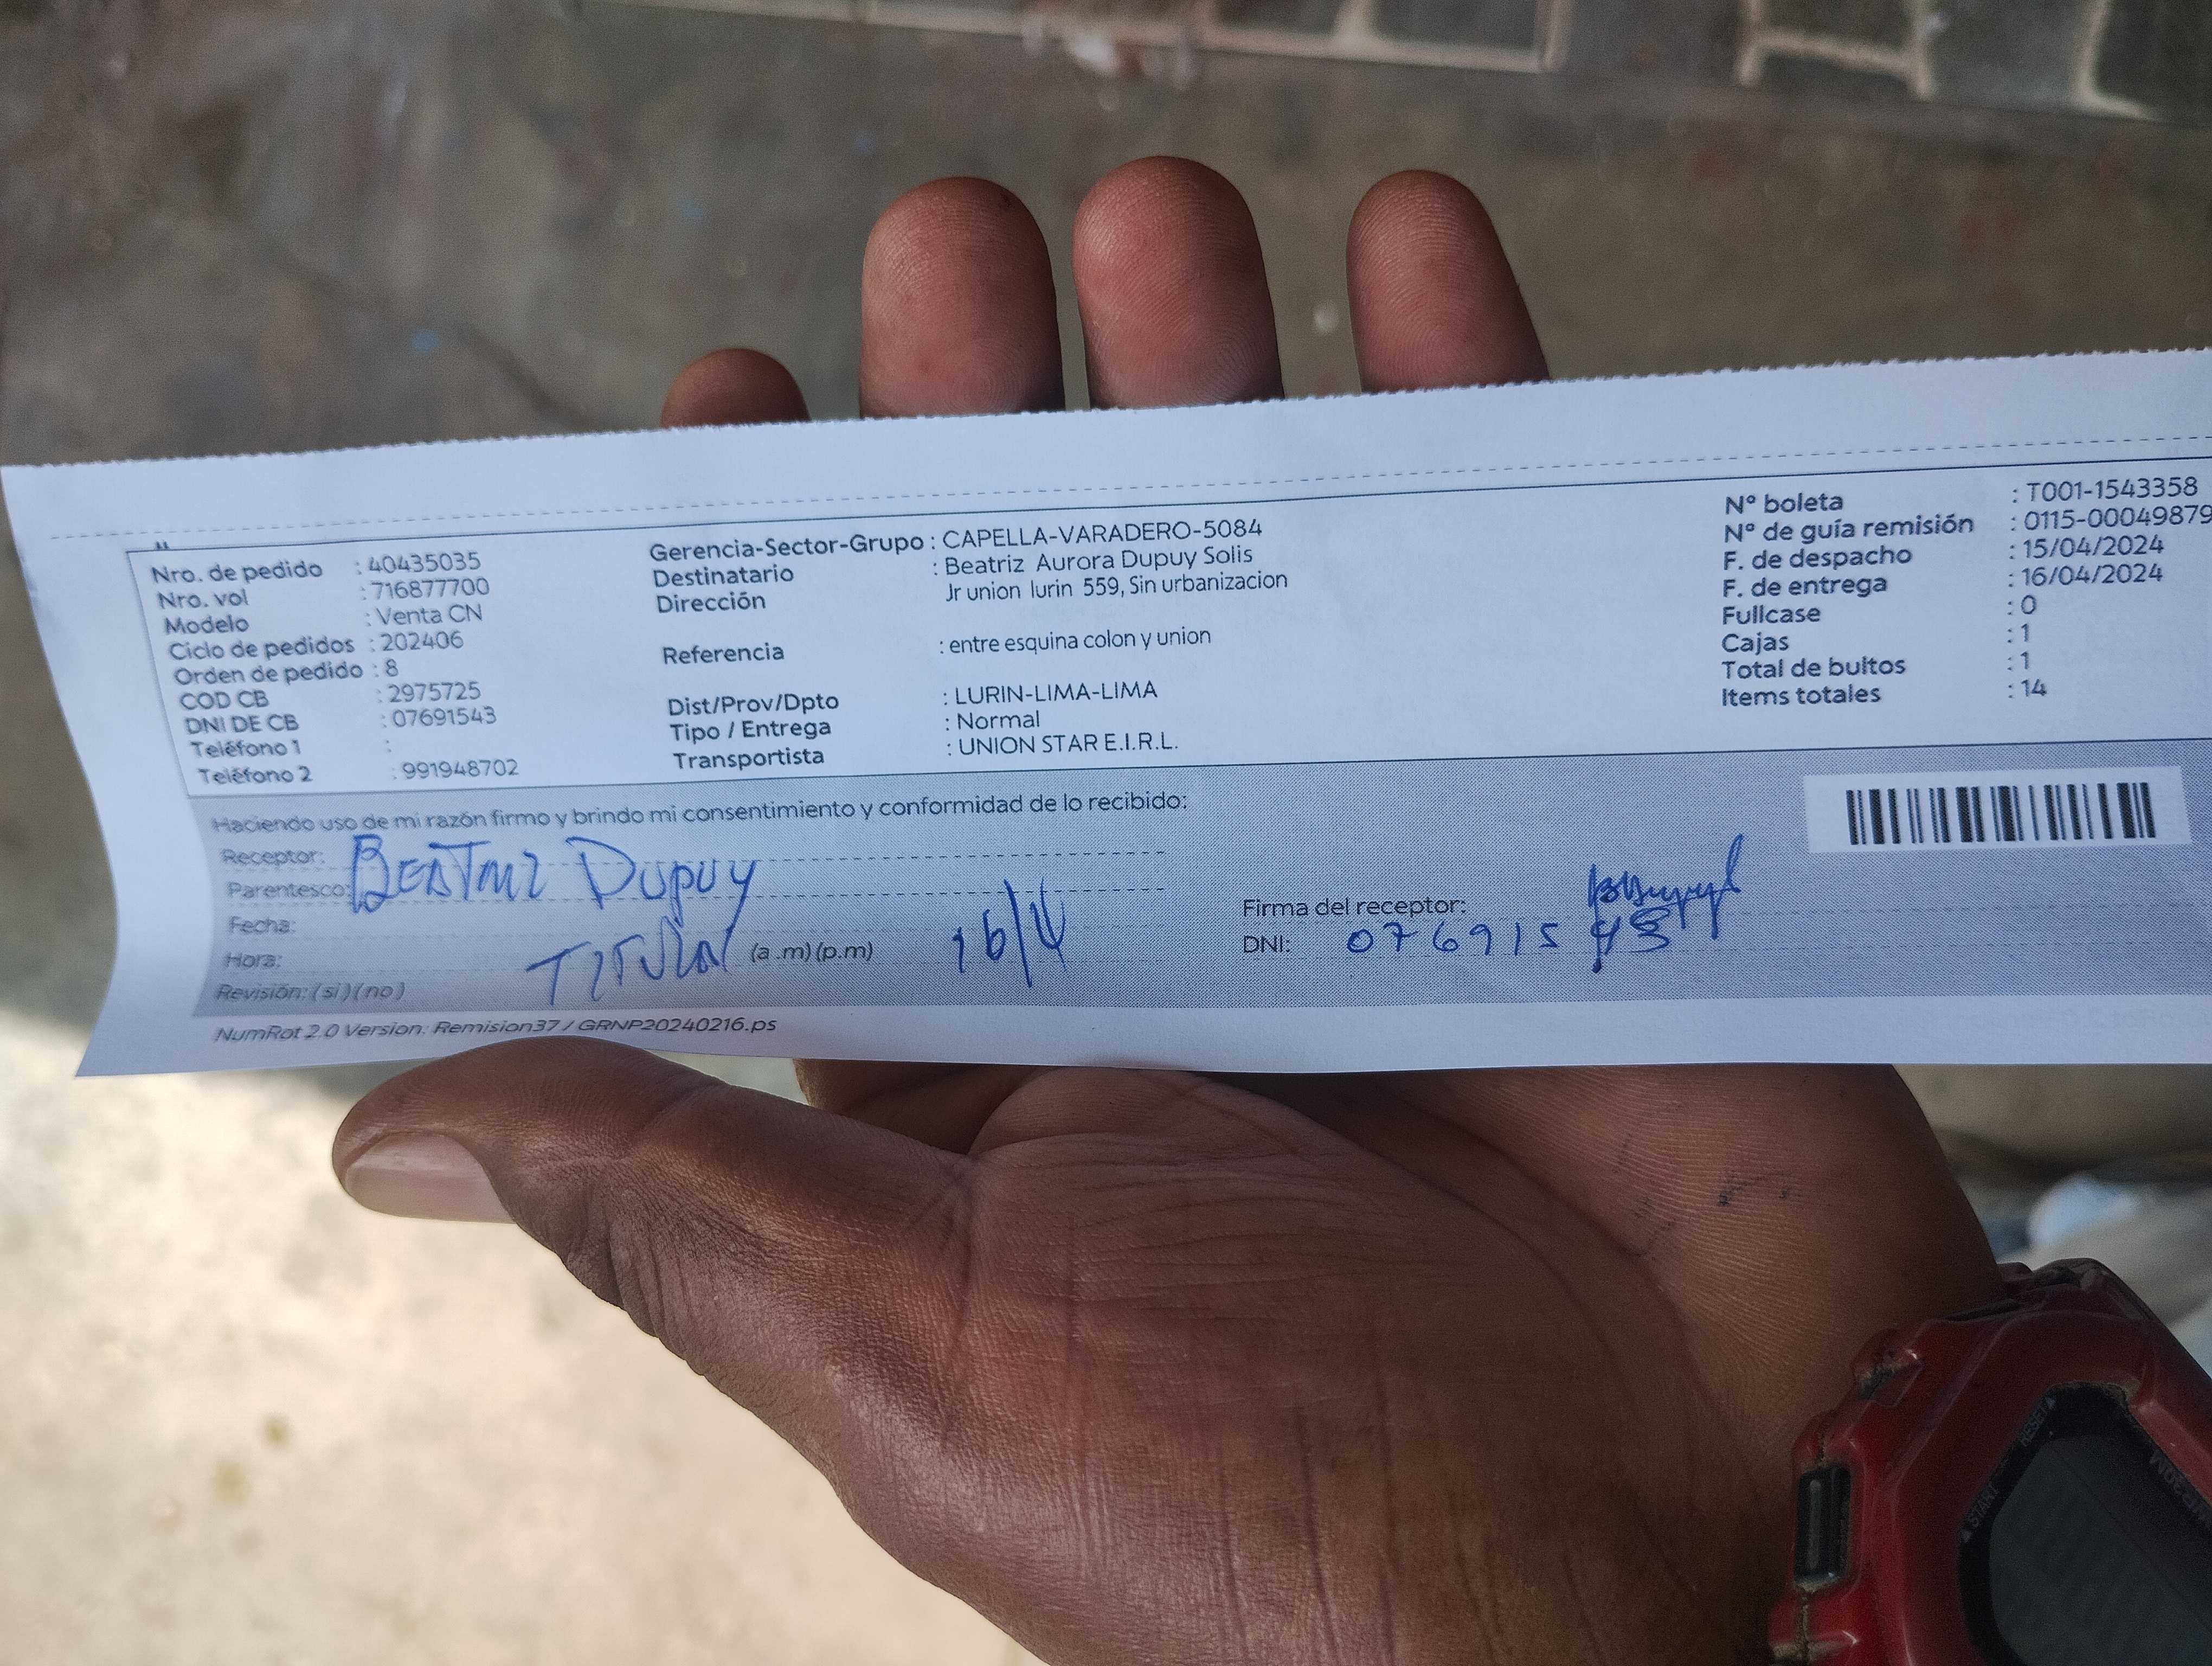 Nro. de pedido : 40435035
Nro. vol : 716877700
Modelo : Venta CN
Ciclo de pedidos : 202406
Orden de pedido : 8
COD CB : 2975725
DNI DE CB : 07691543
Teléfono 1 :
Teléfono 2 : 991948702
Gerencia-Sector-Grupo : CAPELLA-VARADERO-5084
Destinatario : Beatriz Aurora Dupuy Solis
Dirección Jr union lurin 559, Sin urbanizacion
Referencia : entre esquina colon y union
Dist/Prov/Dpto : LURIN-LIMA-LIMA
Tipo / Entrega : Normal
Transportista : UNION STAR E.I.R.L.
N° boleta : T001-1543358
N° de guía remisión : 0115-00049879
F. de despacho : 15/04/2024
F. de entrega : 16/04/2024
Fullcase : 0
Cajas : 1
Total de bultos : 1
Items totales : 14
Haciendo uso de mi razón firmo y brindo mi consentimiento y conformidad de lo recibido:
Receptor: BEATRIZ DUPUY
Parentesco:
Fecha:
Hora: TITULAR (a .m)(p.m) 16/4
Revisión: (si)(no)
Firma del receptor:
DNI: 07691543
NumRot 2.0 Version: Remision37 / GRNP20240216.ps
RESET
START